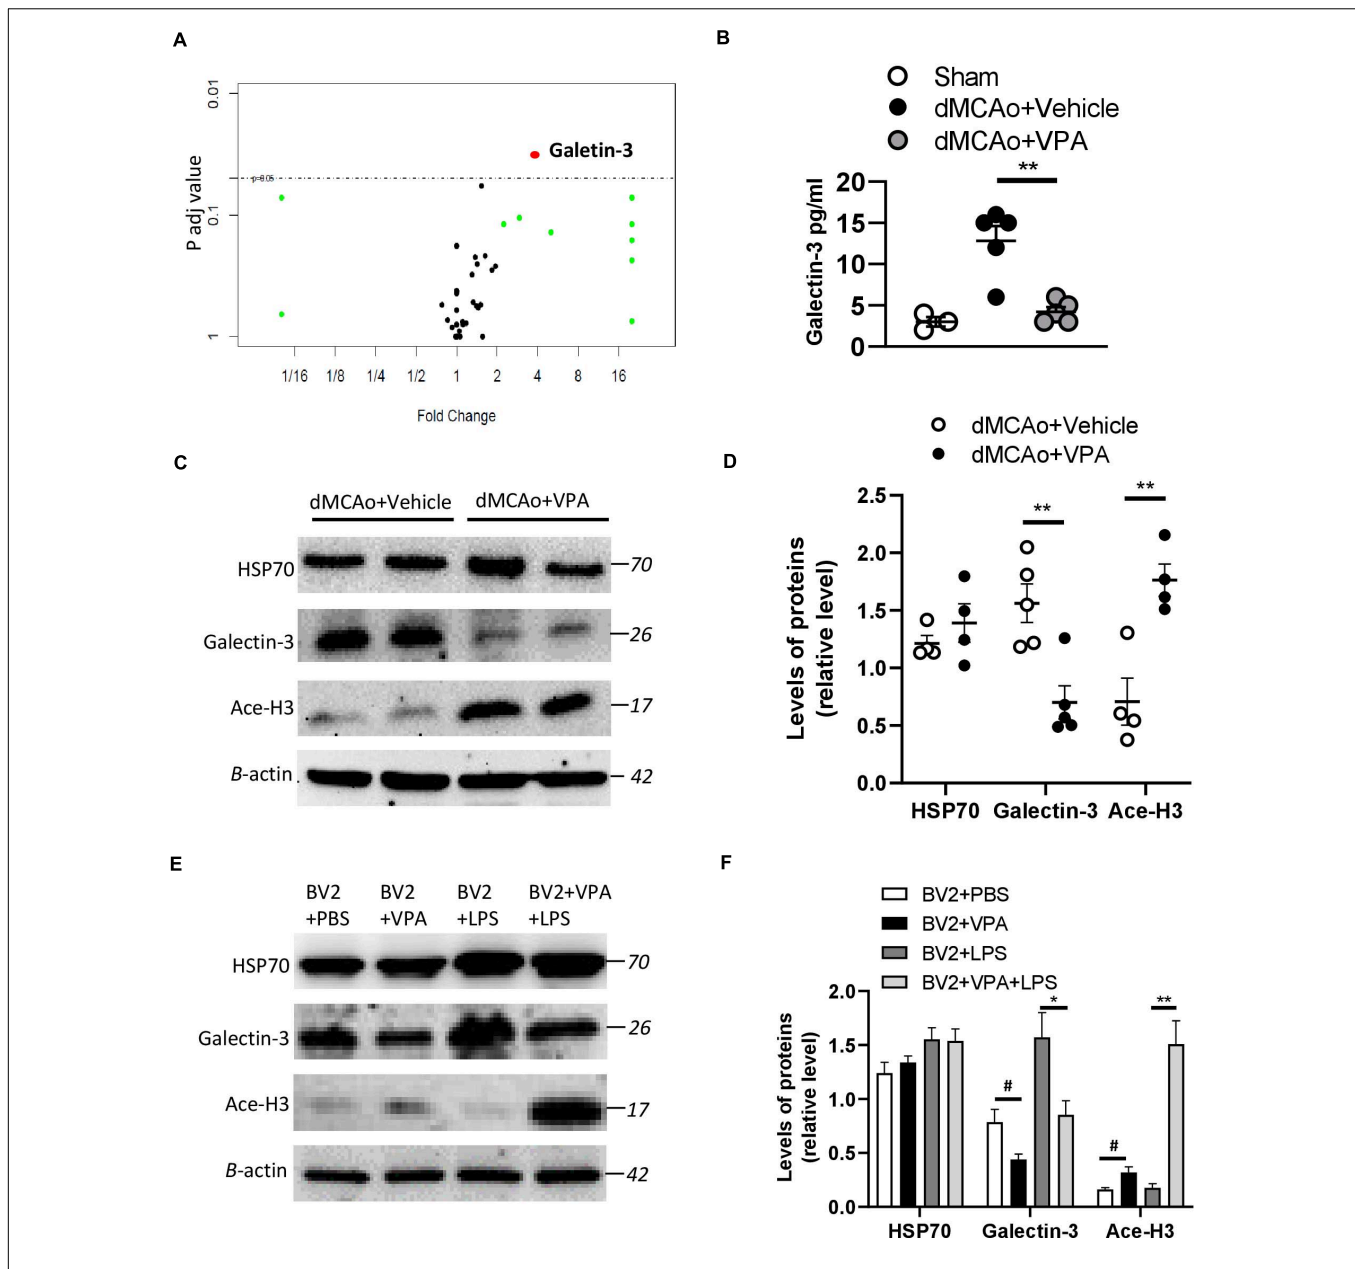 A
0.01
0.1
1
P adj value
p=0.05
Galetin-3
1/16 1/8 1/4 1/2 1 2 4 8 16
Fold Change
B
Sham
dMCAo+Vehicle
dMCAo+VPA
**
Galectin-3 pg/ml
20
15
10
5
0
C
dMCAo+Vehicle dMCAo+VPA
HSP70 70
Galectin-3 26
Ace-H3 17
B-actin 42
D
dMCAo+Vehicle
dMCAo+VPA
** **
Levels of proteins
(relative level)
2.5
2.0
1.5
1.0
0.5
0.0
HSP70 Galectin-3 Ace-H3
E
BV2 BV2 BV2 BV2+VPA
+PBS +VPA +LPS +LPS
HSP70 70
Galectin-3 26
Ace-H3 17
B-actin 42
F
BV2+PBS
BV2+VPA
BV2+LPS
BV2+VPA+LPS
* **
# #
Levels of proteins
(relative level)
2.0
1.5
1.0
0.5
0.0
HSP70 Galectin-3 Ace-H3